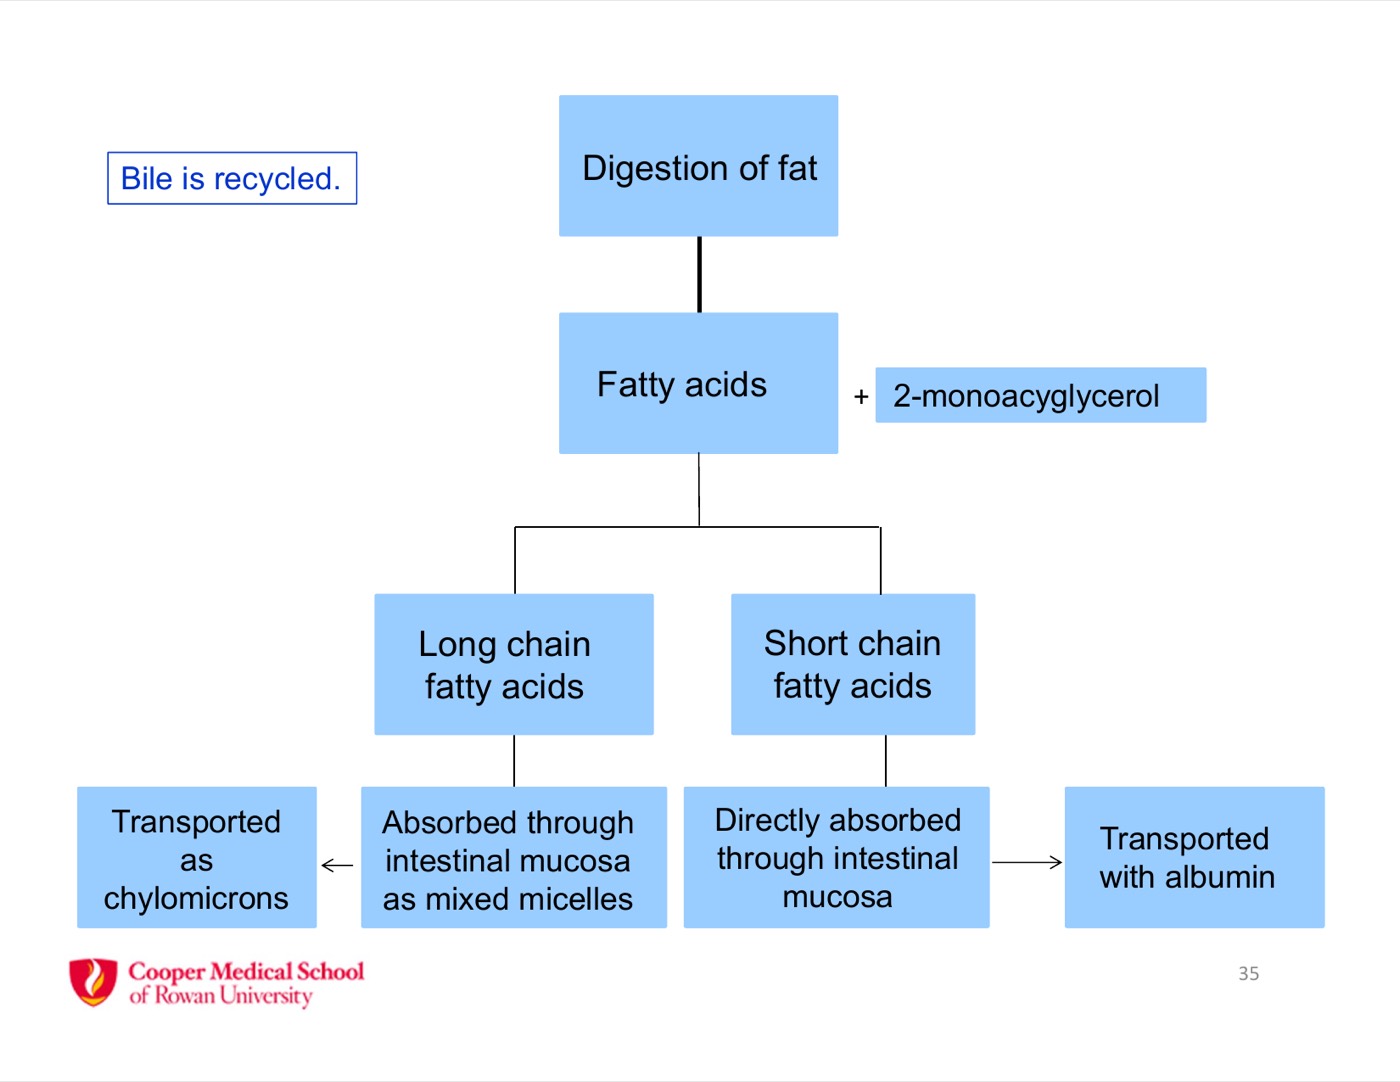 Digestion of fat
Bile is recycled.
Fatty acids
+
2-monoacyglycerol
Long chain
fatty acids
Short chain
fatty acids
Transported
as
chylomicrons
Absorbed through
intestinal mucosa
as mixed micelles
Directly absorbed
through intestinal
mucosa
Transported
with albumin
Cooper Medical School
of Rowan University
35